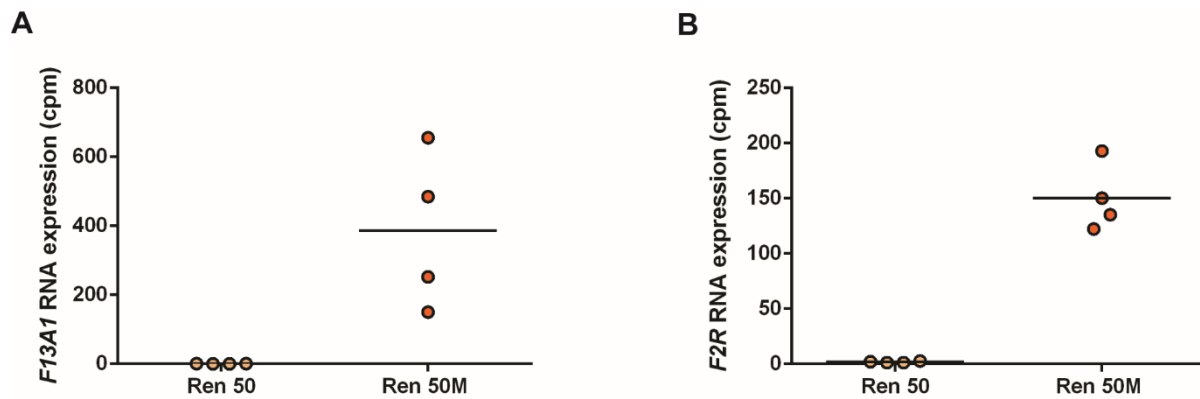 A
F13A1 RNA expression (cpm)
800
600
400
200
0
Ren 50 Ren 50M
B
F2R RNA expression (cpm)
250
200
150
100
50
0
Ren 50 Ren 50M